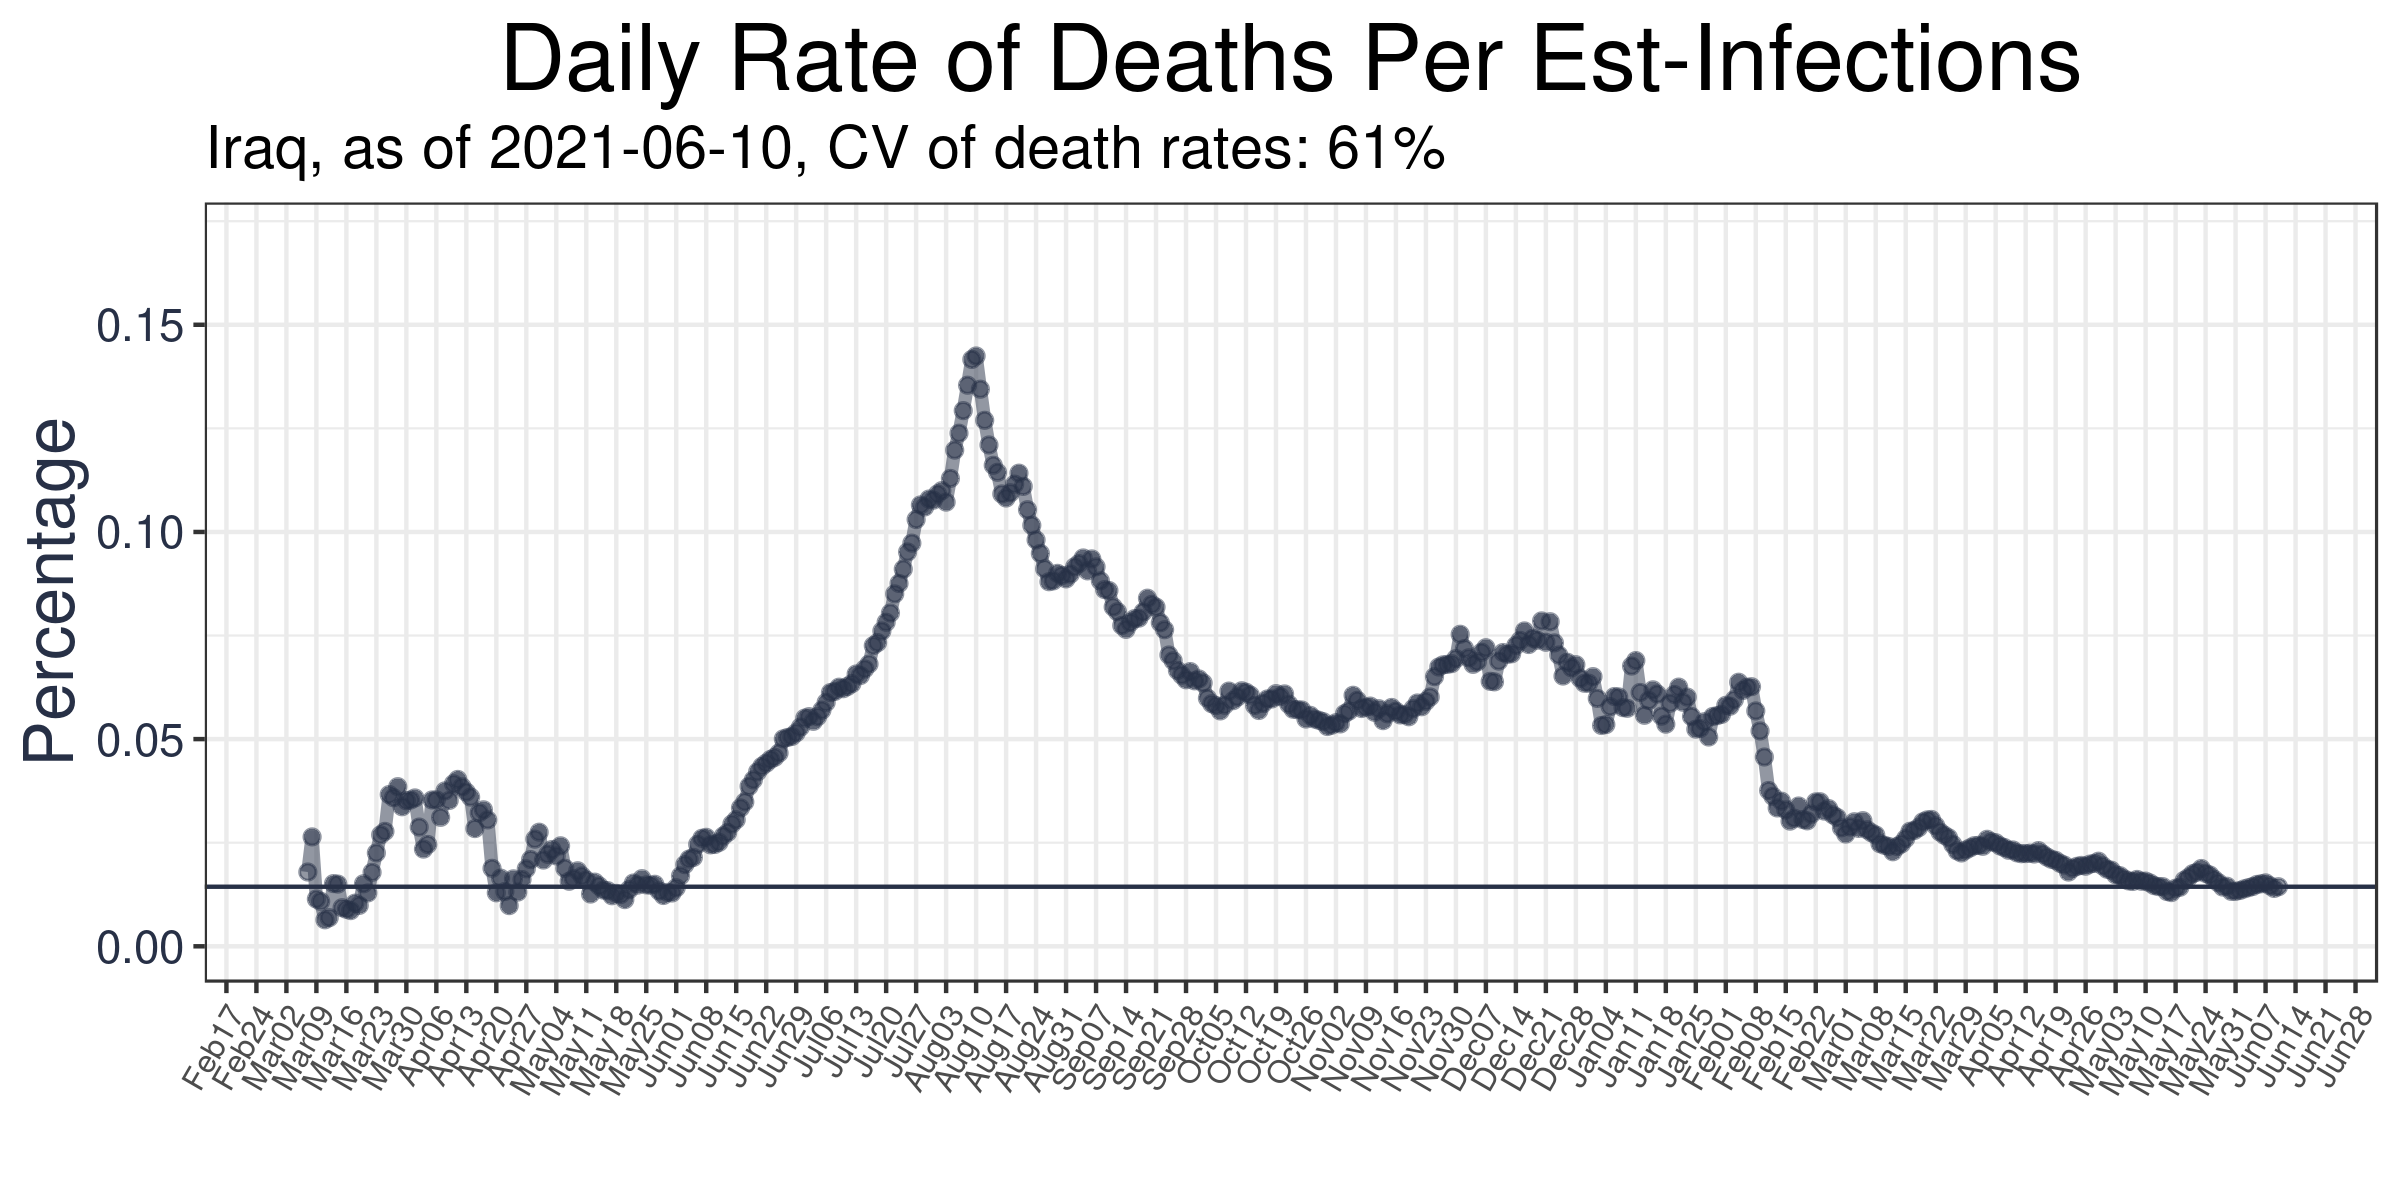 Daily Rate of Deaths Per Est-Infections
Iraq, as of 2021-06-10, CV of death rates: 61%
Percentage
0.15
0.10
0.05
0.00
Feb17
Feb24
Mar02
Mar09
Mar16
Mar23
Mar30
Apr06
Apr13
Apr20
Apr27
May04
May11
May18
May25
Jun01
Jun08
Jun15
Jun22
Jun29
Jul06
Jul13
Jul20
Jul27
Aug03
Aug10
Aug17
Aug24
Aug31
Sep07
Sep14
Sep21
Sep28
Oct05
Oct12
Oct19
Oct26
Nov02
Nov09
Nov16
Nov23
Nov30
Dec07
Dec14
Dec21
Dec28
Jan04
Jan11
Jan18
Jan25
Feb01
Feb08
Feb15
Feb22
Mar01
Mar08
Mar15
Mar22
Mar29
Apr05
Apr12
Apr19
Apr26
May03
May10
May17
May24
May31
Jun07
Jun14
Jun21
Jun28